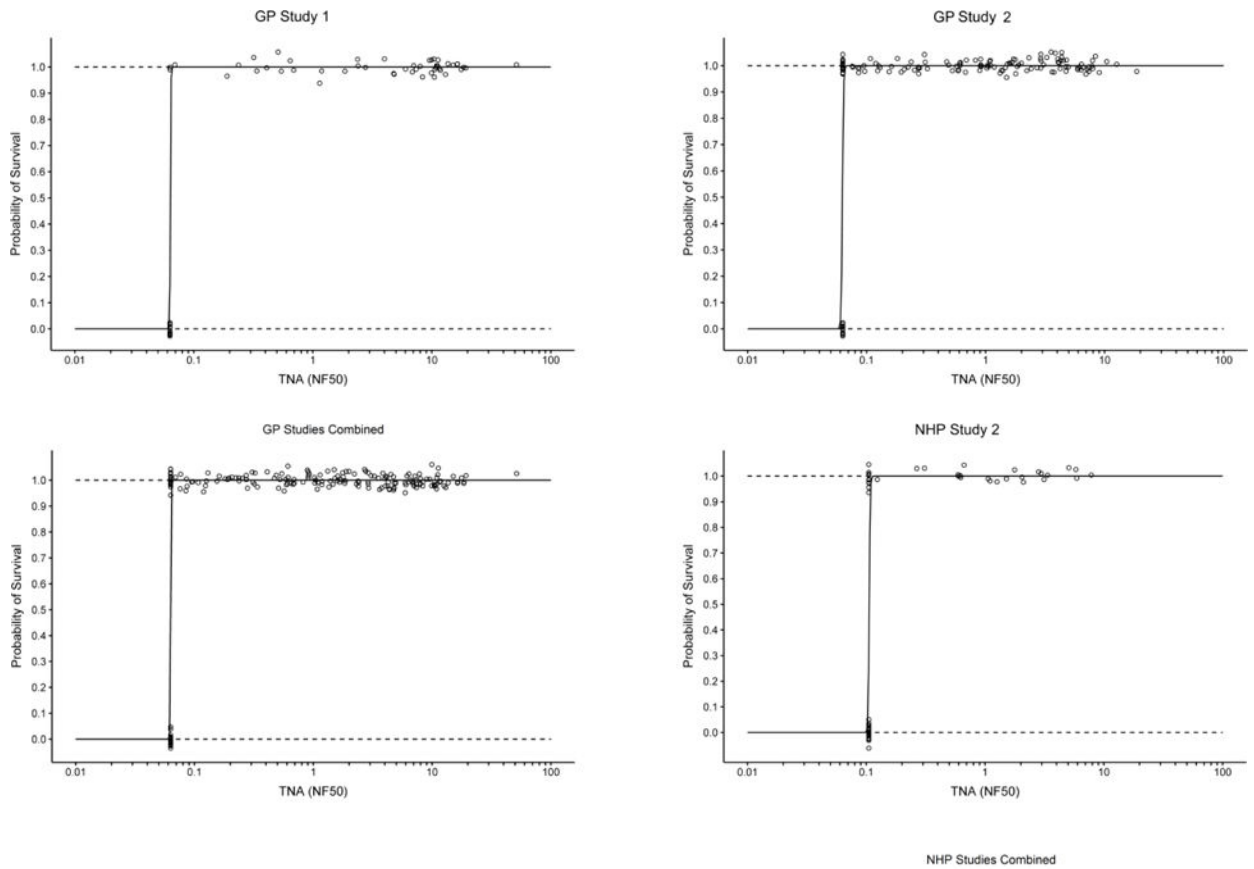 GP Study 1
1.0
0.9
0.8
0.7
0.6
0.5
0.4
0.3
0.2
0.1
0.0
Probability of Survival
0.01 0.1 1 10 100
TNA (NF50)
GP Study 2
1.0
0.9
0.8
0.7
0.6
0.5
0.4
0.3
0.2
0.1
0.0
Probability of Survival
0.01 0.1 1 10 100
TNA (NF50)
GP Studies Combined
1.0
0.9
0.8
0.7
0.6
0.5
0.4
0.3
0.2
0.1
0.0
Probability of Survival
0.01 0.1 1 10 100
TNA (NF50)
NHP Study 2
1.0
0.9
0.8
0.7
0.6
0.5
0.4
0.3
0.2
0.1
0.0
Probability of Survival
0.01 0.1 1 10 100
TNA (NF50)
NHP Studies Combined